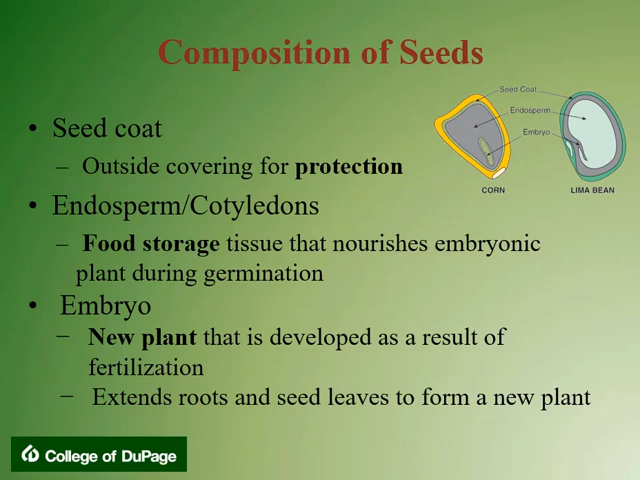 Composition of Seeds
Seed Coat
Endosperm
Embryo
CORN
LIMA BEAN
• Seed coat
– Outside covering for protection
• Endosperm/Cotyledons
– Food storage tissue that nourishes embryonic
plant during germination
• Embryo
− New plant that is developed as a result of
fertilization
− Extends roots and seed leaves to form a new plant
College of DuPage